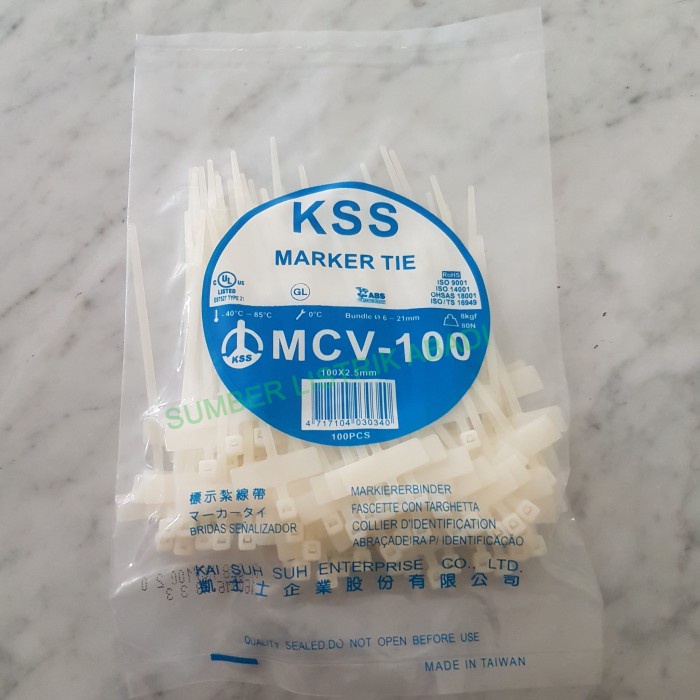 KSS
MARKER TIE
C UL US
LISTED
E97527 TYPE 21
GL
ABS
RoHS
ISO 9001
ISO 14001
OHSAS 18001
ISO/TS 16949
-40°C ~ 85°C
0°C
Bundle Ø 6 ~ 21mm
8kgf
80N
KSS
MCV-100
100X2.5mm
SUMBER LISTRIK ABADI
4 717104 030340
100PCS
標示紮線帶
マーカータイ
BRIDAS SEÑALIZADOR
MARKIERERBINDER
FASCETTE CON TARGHETTA
COLLIER D'IDENTIFICATION
ABRAÇADEIRA P/ IDENTIFICAÇÃO
KAI SUH SUH ENTERPRISE CO., LTD.
凱士士企業股份有限公司
QUALITY SEALED.DO NOT OPEN BEFORE USE
MADE IN TAIWAN